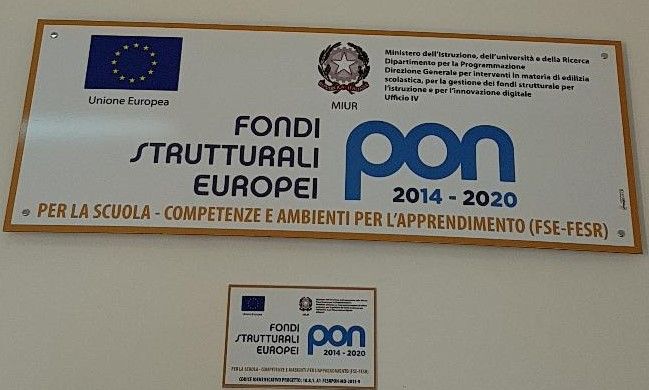 Unione Europea
MIUR
Ministero dell'Istruzione, dell'università e della Ricerca
Dipartimento per la Programmazione
Direzione Generale per interventi in materia di edilizia
scolastica, per la gestione dei fondi strutturale per
l'istruzione e per l'innovazione digitale
Ufficio IV
FONDI
STRUTTURALI
EUROPEI
pon
2014 - 2020
PER LA SCUOLA - COMPETENZE E AMBIENTI PER L'APPRENDIMENTO (FSE-FESR)
FONDI
STRUTTURALI
EUROPEI
pon
2014 - 2020
PER LA SCUOLA - COMPETENZE E AMBIENTI PER L'APPRENDIMENTO (FSE-FESR)
CODICE IDENTIFICATIVO PROGETTO: